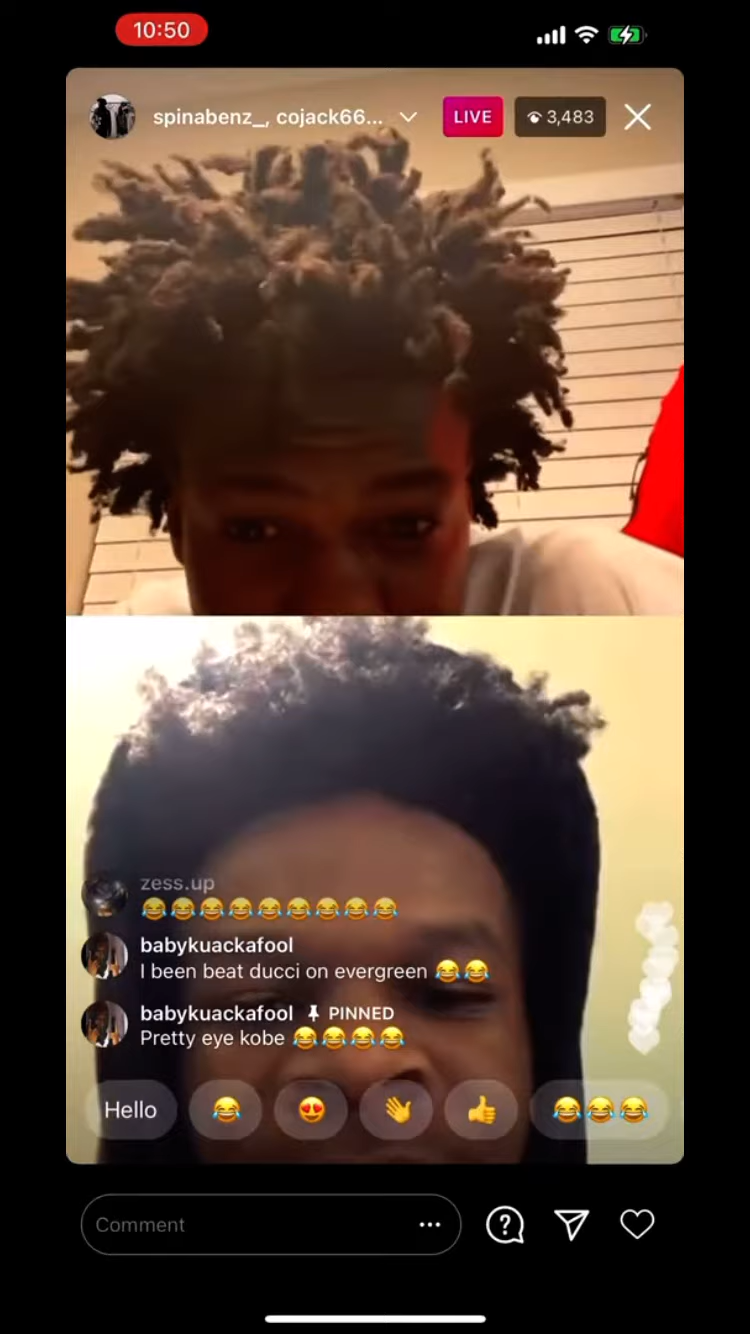 10:50
spinabenz_, cojack66...
LIVE
3,483
zess.up
😂😂😂😂😂😂😂😂😂
babykuackafool
I been beat ducci on evergreen 😂😂
babykuackafool PINNED
Pretty eye kobe 😂😂😂😂
Hello 😂 😍 👋 👍 😂😂😂
Comment